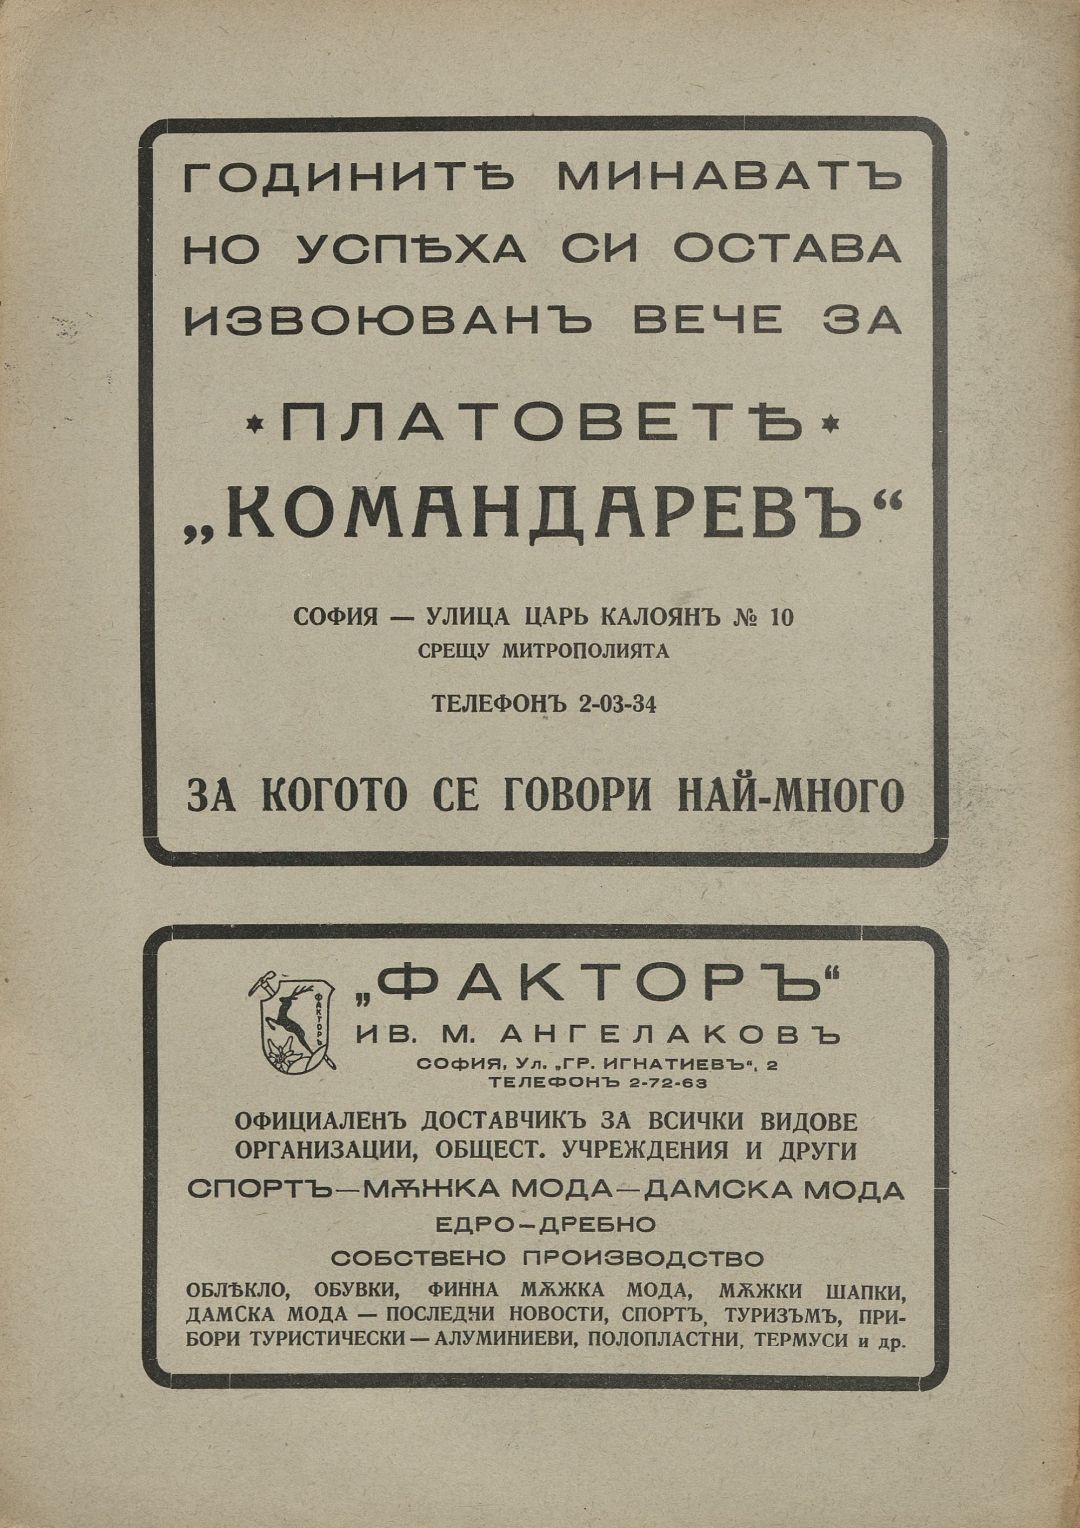 ГОДИНИТѢ МИНАВАТЪ
НО УСПѢХА СИ ОСТАВА
ИЗВОЮВАНЪ ВЕЧЕ ЗА
* ПЛАТОВЕТѢ *
„КОМАНДАРЕВЪ“
СОФИЯ — УЛИЦА ЦАРЬ КАЛОЯНЪ № 10
СРЕЩУ МИТРОПОЛИЯТА
ТЕЛЕФОНЪ 2-03-34
ЗА КОГОТО СЕ ГОВОРИ НАЙ-МНОГО
ФАКТОРЪ
„ФАКТОРЪ“
ИВ. М. АНГЕЛАКОВЪ
СОФИЯ, Ул. „ГР. ИГНАТИЕВЪ“, 2
ТЕЛЕФОНЪ 2-72-63
ОФИЦИАЛЕНЪ ДОСТАВЧИКЪ ЗА ВСИЧКИ ВИДОВЕ
ОРГАНИЗАЦИИ, ОБЩЕСТ. УЧРЕЖДЕНИЯ И ДРУГИ
СПОРТЪ—МѪЖКА МОДА—ДАМСКА МОДА
ЕДРО–ДРЕБНО
СОБСТВЕНО ПРОИЗВОДСТВО
ОБЛѢКЛО, ОБУВКИ, ФИННА МѪЖКА МОДА, МѪЖКИ ШАПКИ,
ДАМСКА МОДА — ПОСЛЕДНИ НОВОСТИ, СПОРТЪ, ТУРИЗЪМЪ, ПРИ-
БОРИ ТУРИСТИЧЕСКИ — АЛУМИНИЕВИ, ПОЛОПЛАСТНИ, ТЕРМУСИ и др.